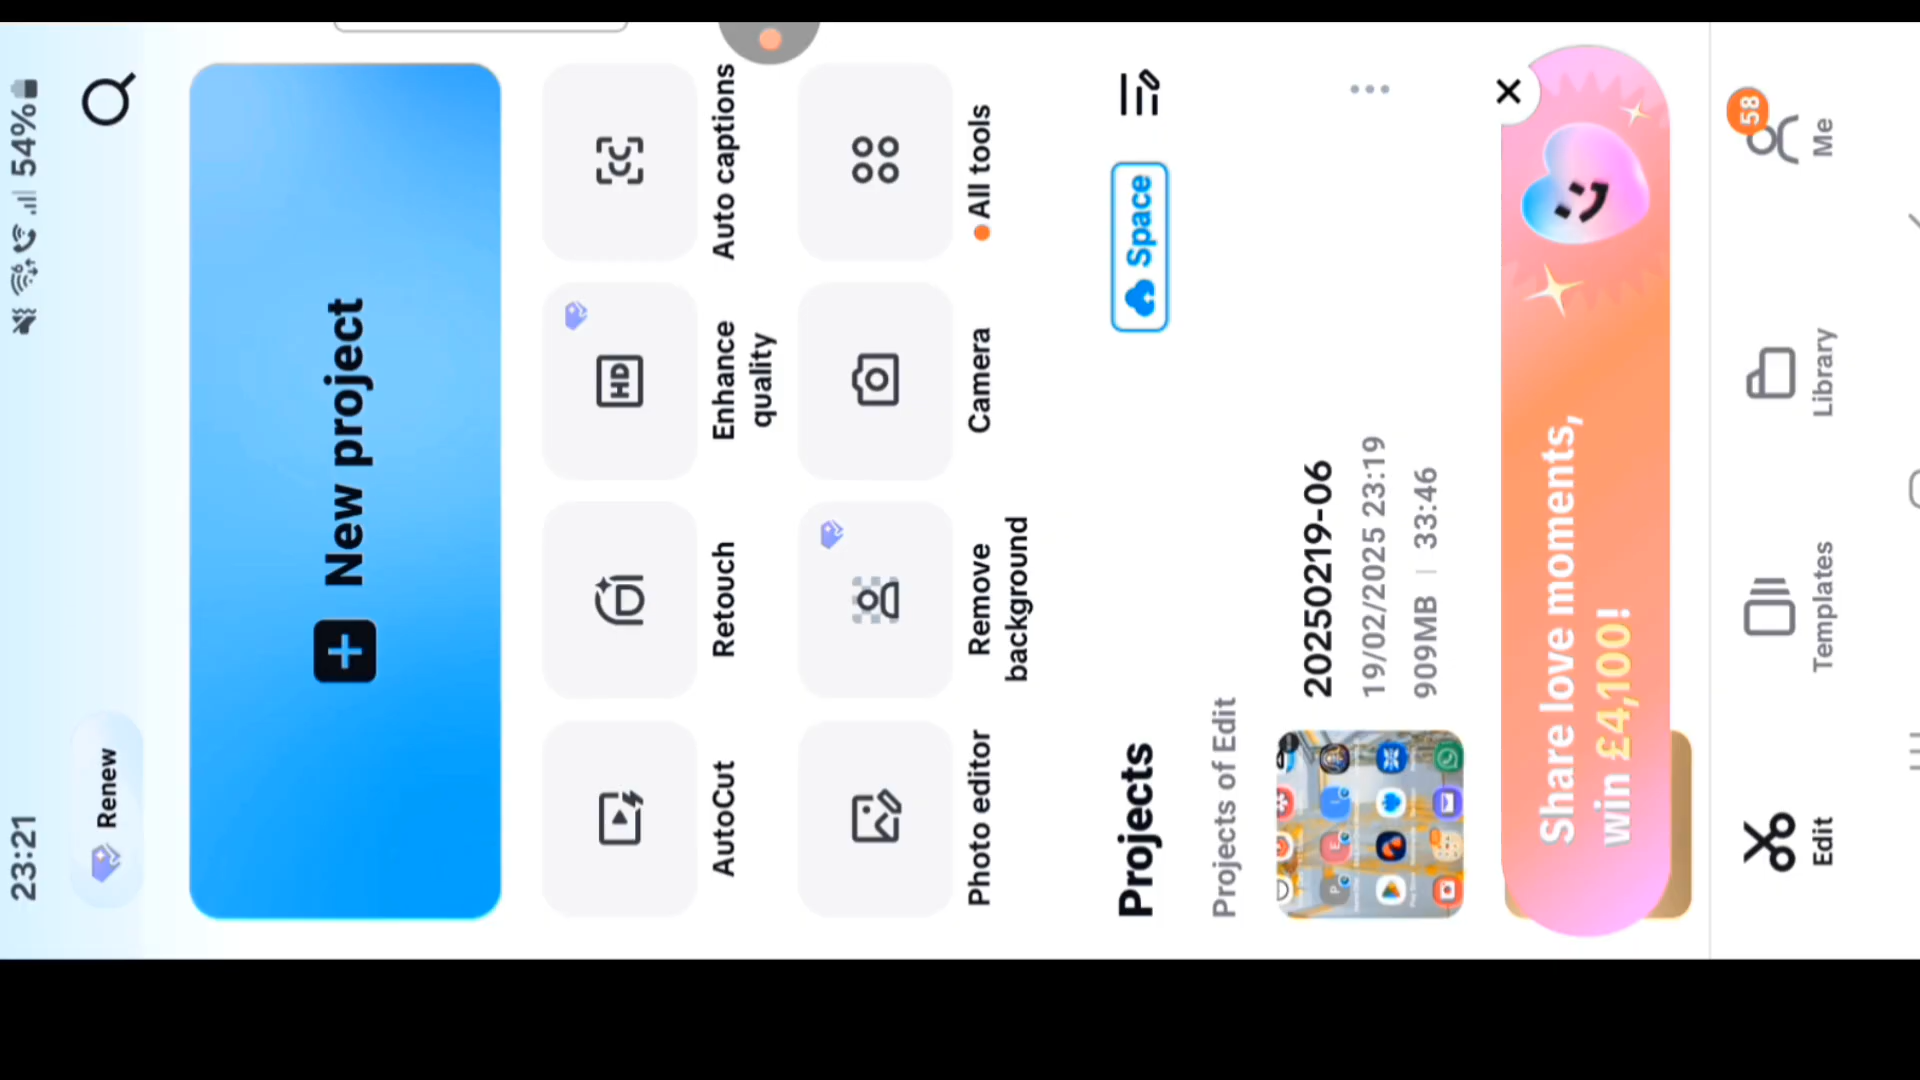 23:21
54%
Renew
New project
AutoCut
Retouch
HD
Enhance
quality
CC
Auto captions
Photo editor
Remove
background
Camera
All tools
Projects
Space
Projects of Edit
20250219-06
19/02/2025 23:19
909MB | 33:46
Share love moments,
win £4,100!
Edit
Templates
Library
58
Me